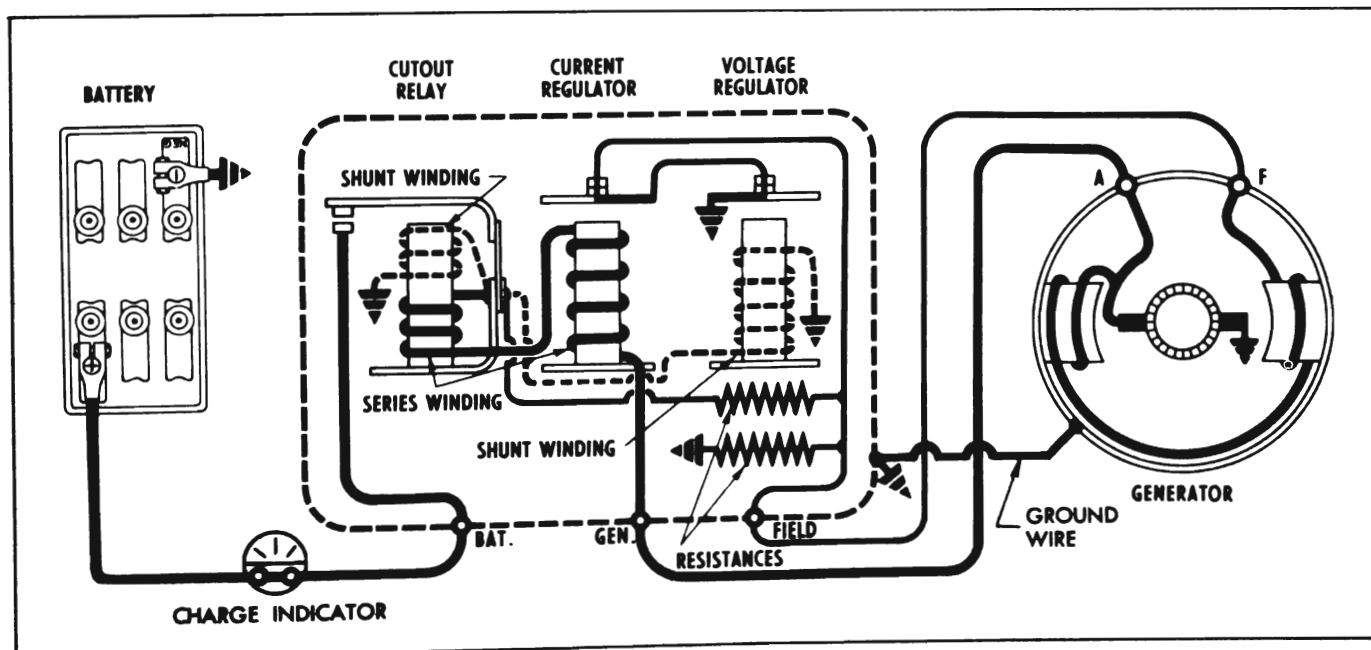 BATTERY
CUTOUT
RELAY
CURRENT
REGULATOR
VOLTAGE
REGULATOR
SHUNT WINDING
A
F
SERIES WINDING
SHUNT WINDING
BAT.
GEN.
FIELD
RESISTANCES
GROUND
WIRE
GENERATOR
CHARGE INDICATOR